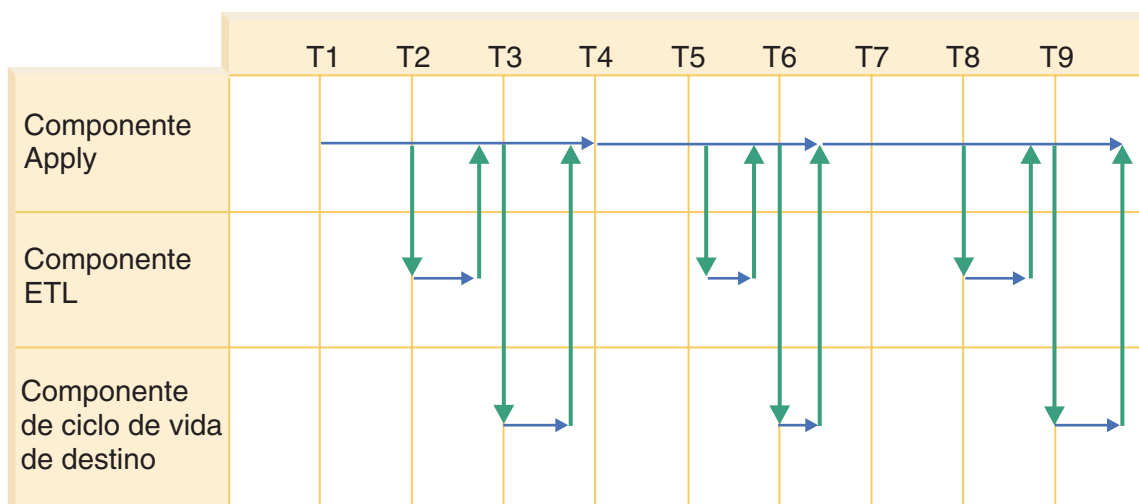 T1 T2 T3 T4 T5 T6 T7 T8 T9
Componente
Apply
Componente
ETL
Componente
de ciclo de vida
de destino